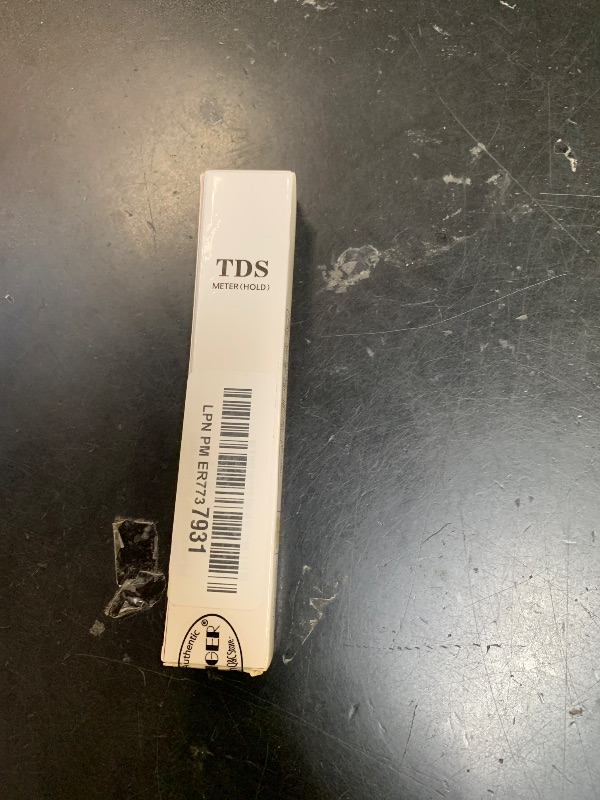 TDS
METER(HOLD)
LPN PM ER7737931
Authentic ®